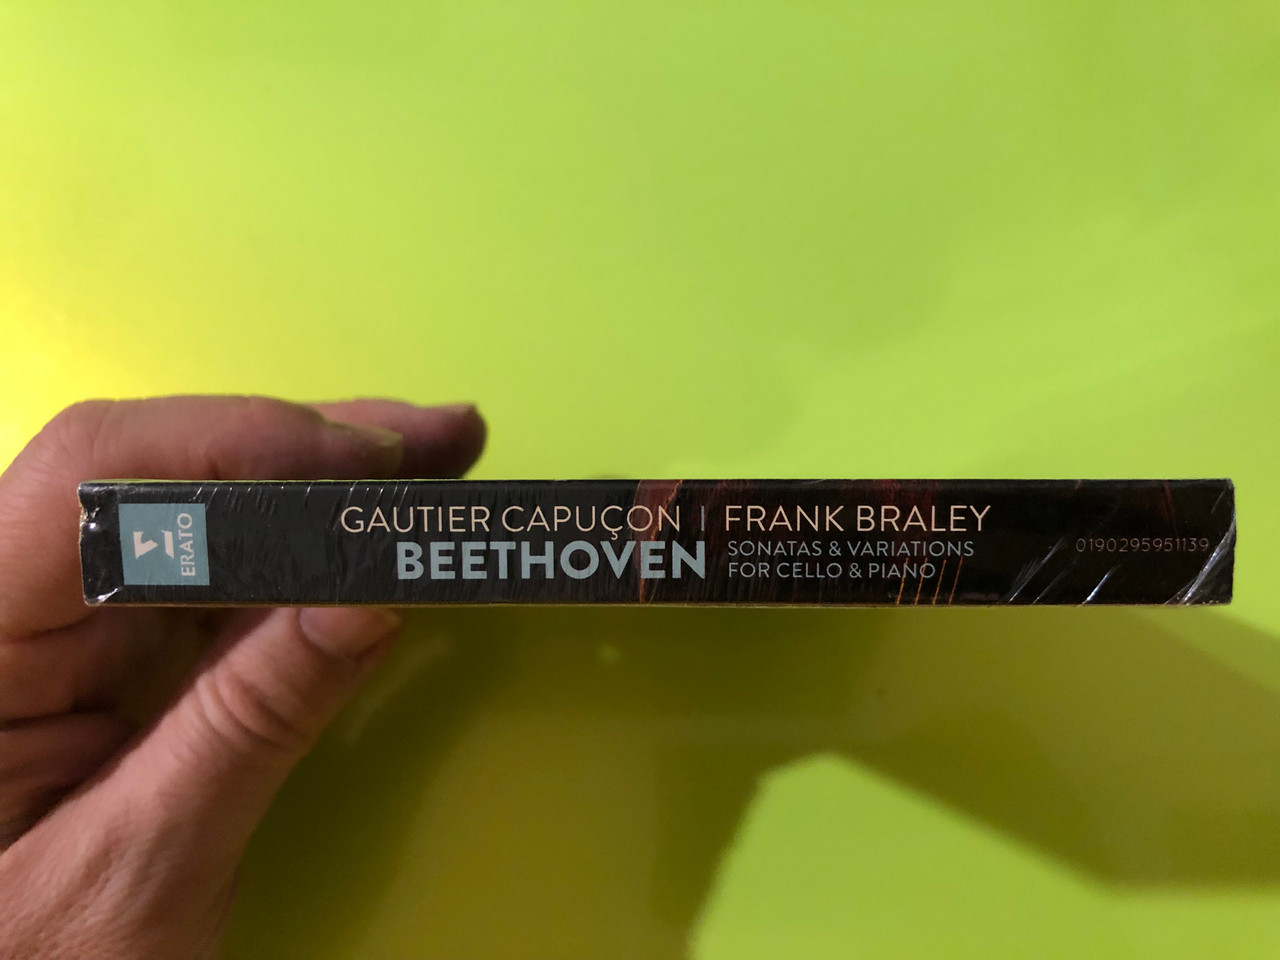 ERATO
GAUTIER CAPUÇON | FRANK BRALEY
BEETHOVEN
SONATAS & VARIATIONS
FOR CELLO & PIANO
0190295951139